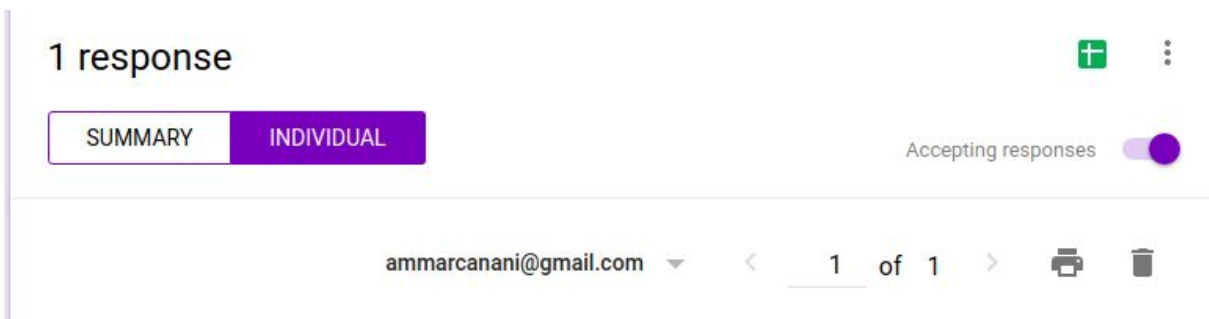 1 response
SUMMARY INDIVIDUAL
Accepting responses
ammarcanani@gmail.com 1 of 1